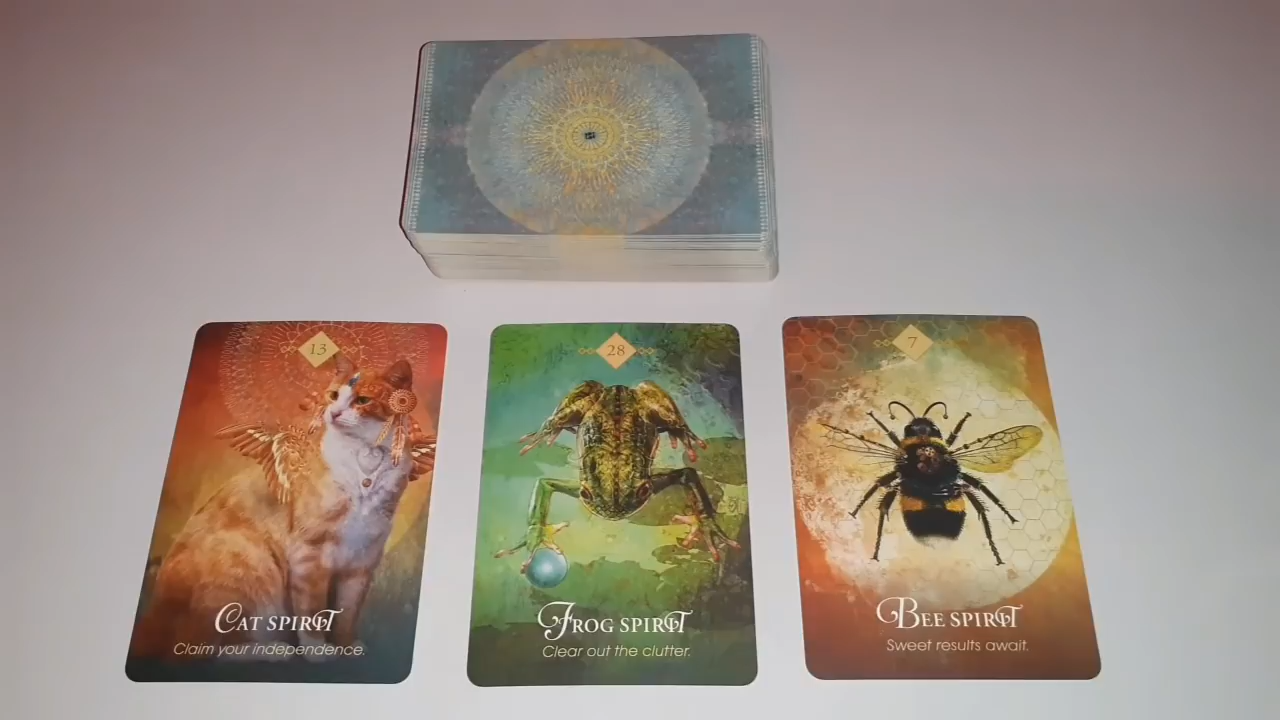 13
CAT SPIRIT
Claim your independence.
28
FROG SPIRIT
Clear out the clutter.
7
BEE SPIRIT
Sweet results await.